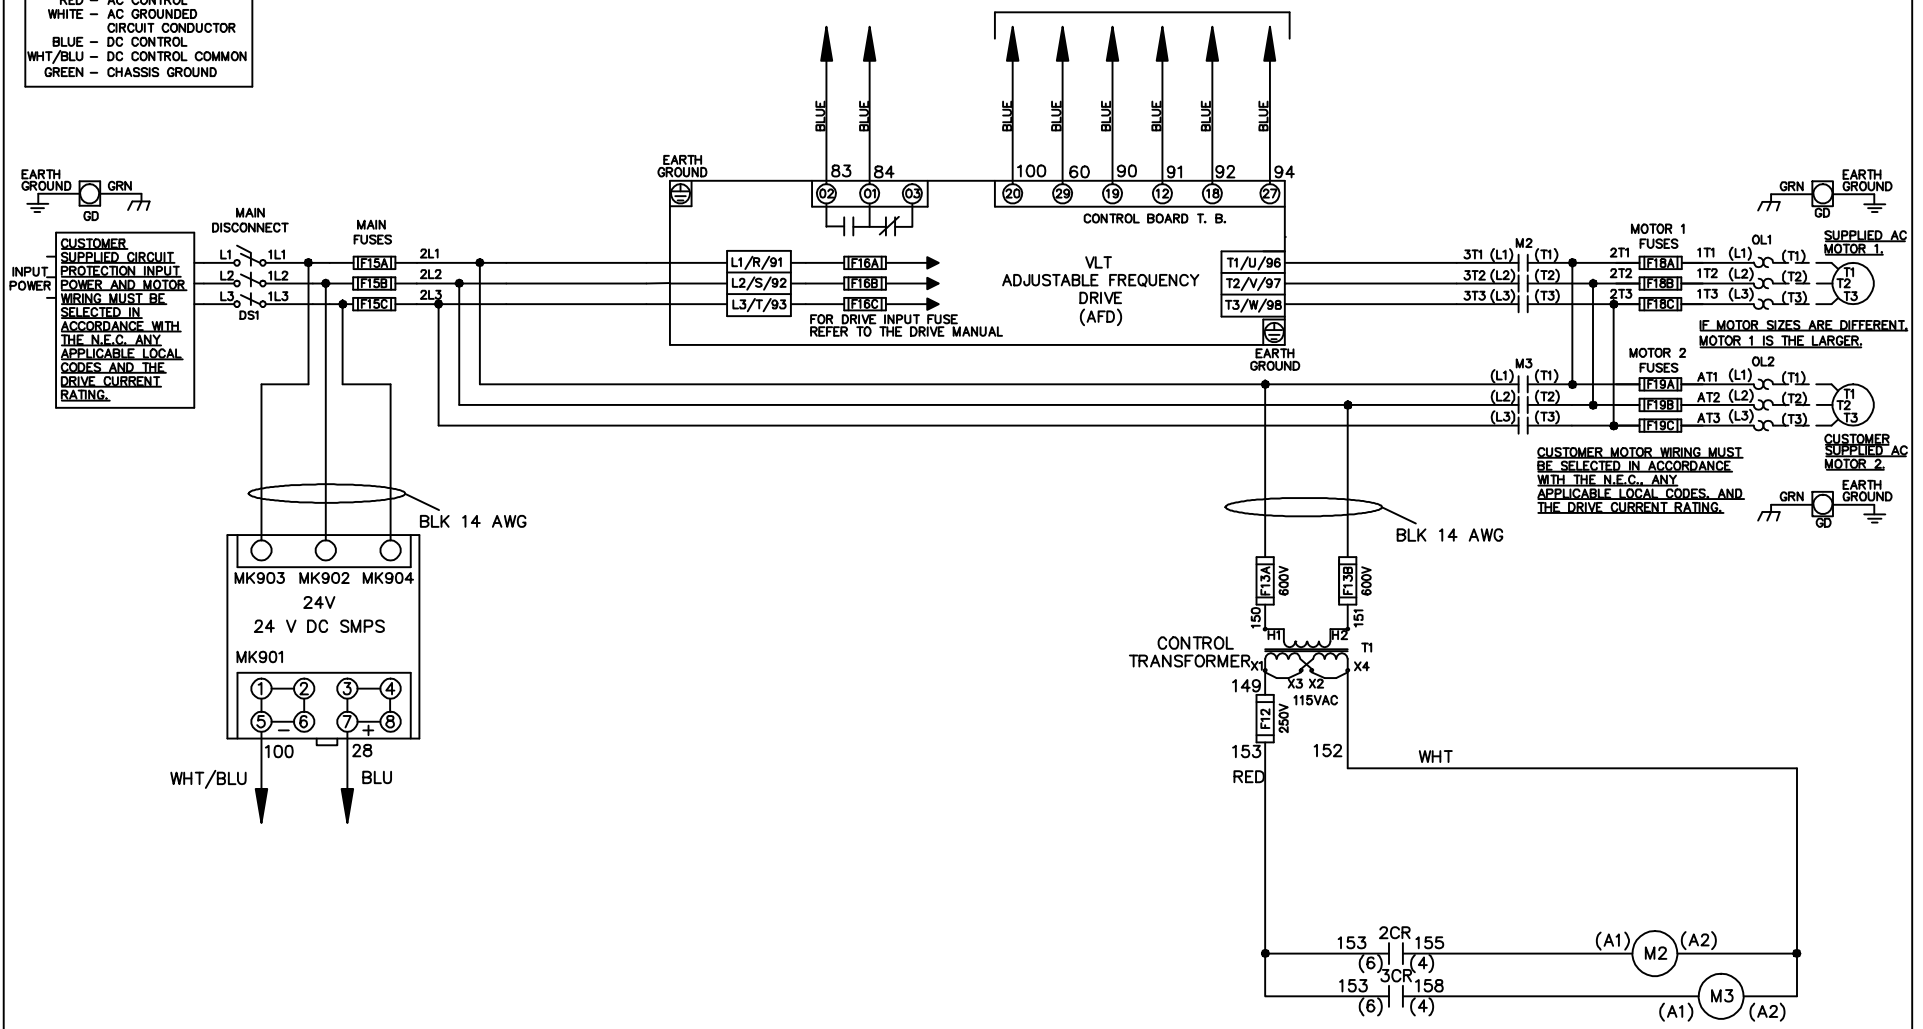 RED – AC CONTROL
WHITE – AC GROUNDED
CIRCUIT CONDUCTOR
BLUE – DC CONTROL
WHT/BLU – DC CONTROL COMMON
GREEN – CHASSIS GROUND
BLUE
BLUE
BLUE
BLUE
BLUE
BLUE
BLUE
BLUE
EARTH
GROUND
GRN
GD
MAIN
DISCONNECT
MAIN
FUSES
CUSTOMER
SUPPLIED CIRCUIT
PROTECTION INPUT
POWER AND MOTOR
WIRING MUST BE
SELECTED IN
ACCORDANCE WITH
THE N.E.C. ANY
APPLICABLE LOCAL
CODES AND THE
DRIVE CURRENT
RATING.
INPUT
POWER
L1 1L1 F15A 2L1
L2 1L2 F15B 2L2
L3 1L3 F15C 2L3
DS1
EARTH
GROUND
83 84
02 01 03
100 60 90 91 92 94
20 29 19 12 18 27
CONTROL BOARD T. B.
L1/R/91 F16A
L2/S/92 F16B
L3/T/93 F16C
FOR DRIVE INPUT FUSE
REFER TO THE DRIVE MANUAL
VLT
ADJUSTABLE FREQUENCY
DRIVE
(AFD)
T1/U/96
T2/V/97
T3/W/98
EARTH
GROUND
M2
3T1 (L1) (T1) 2T1
3T2 (L2) (T2) 2T2
3T3 (L3) (T3) 2T3
MOTOR 1
FUSES
F18A
F18B
F18C
OL1
1T1 (L1) (T1)
1T2 (L2) (T2)
1T3 (L3) (T3)
GRN
GD
EARTH
GROUND
SUPPLIED AC
MOTOR 1.
T1
T2
T3
IF MOTOR SIZES ARE DIFFERENT,
MOTOR 1 IS THE LARGER.
M3
(L1) (T1)
(L2) (T2)
(L3) (T3)
MOTOR 2
FUSES
F19A
F19B
F19C
OL2
AT1 (L1) (T1)
AT2 (L2) (T2)
AT3 (L3) (T3)
T1
T2
T3
CUSTOMER
SUPPLIED AC
MOTOR 2.
CUSTOMER MOTOR WIRING MUST
BE SELECTED IN ACCORDANCE
WITH THE N.E.C., ANY
APPLICABLE LOCAL CODES, AND
THE DRIVE CURRENT RATING.
GRN
GD
EARTH
GROUND
BLK 14 AWG
MK903 MK902 MK904
24V
24 V DC SMPS
MK901
1 2 3 4
5 – 6 7 + 8
100 28
WHT/BLU BLU
BLK 14 AWG
F13A
600V
F13B
600V
150
151
H1 H2
T1
CONTROL
TRANSFORMER
X1 X4
X3 X2
149
115VAC
F12
250V
153 152
RED
WHT
2CR
153 155
(6) (4)
(A1) M2 (A2)
3CR
153 158
(6) (4)
(A1) M3 (A2)